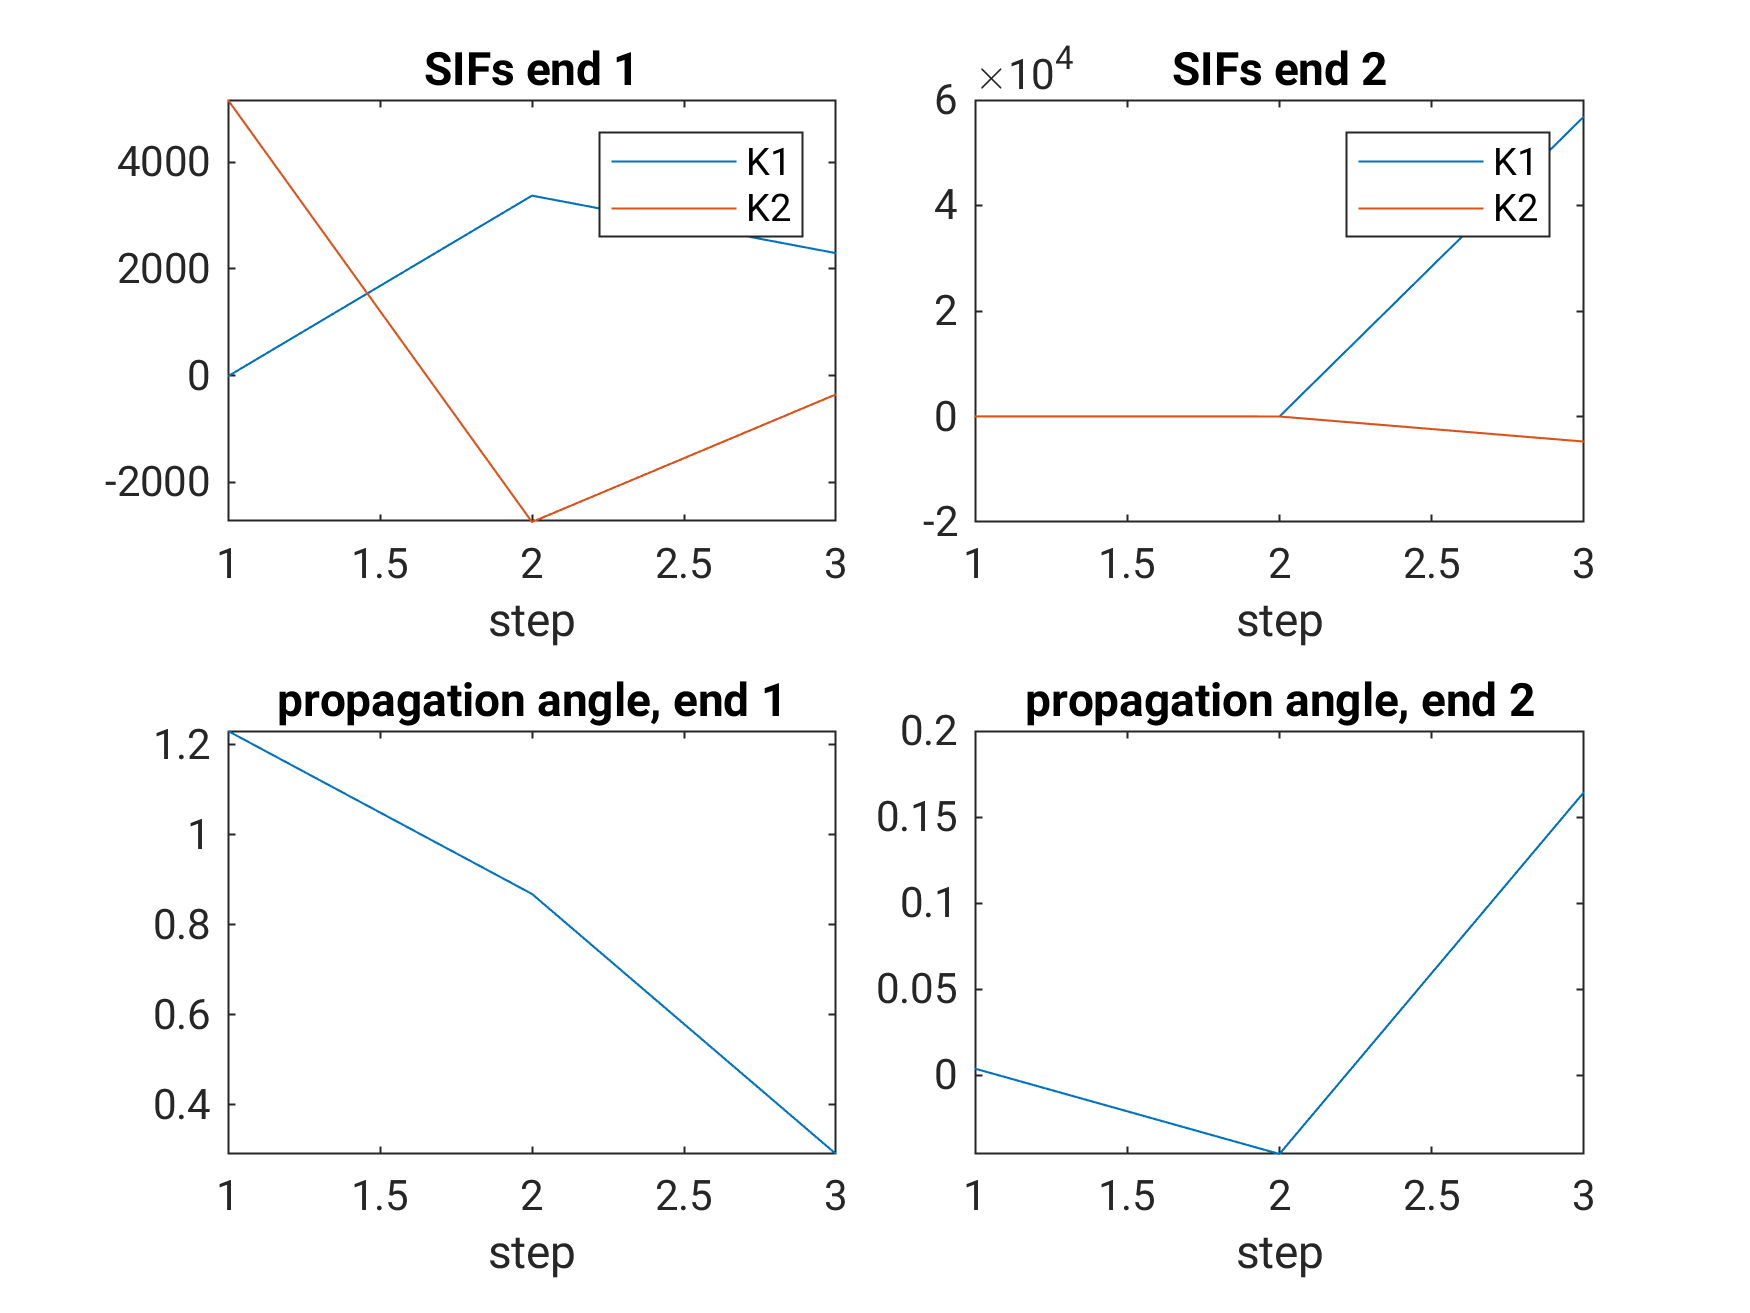 SIFs end 1
4000
2000
0
-2000
K1
K2
1 1.5 2 2.5 3
step
×10^4
SIFs end 2
6
4
2
0
-2
K1
K2
1 1.5 2 2.5 3
step
propagation angle, end 1
1.2
1
0.8
0.6
0.4
1 1.5 2 2.5 3
step
propagation angle, end 2
0.2
0.15
0.1
0.05
0
1 1.5 2 2.5 3
step